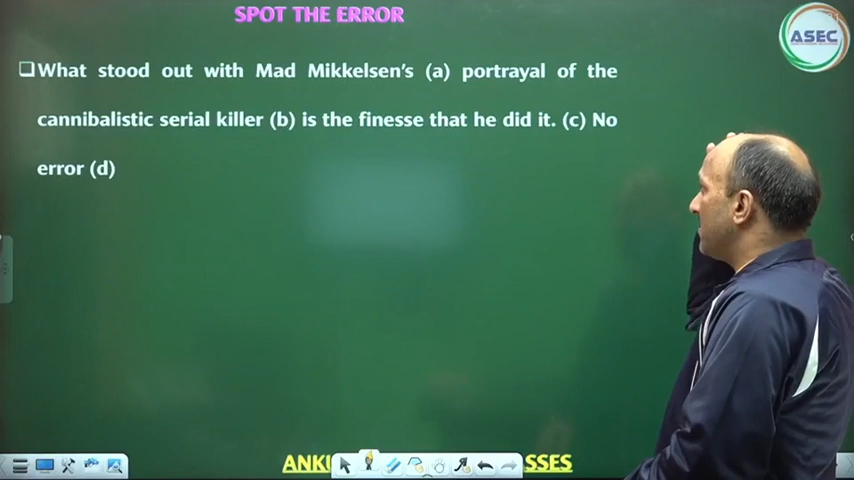 SPOT THE ERROR
ASEC
❑What stood out with Mad Mikkelsen's (a) portrayal of the
cannibalistic serial killer (b) is the finesse that he did it. (c) No
error (d)
SSES